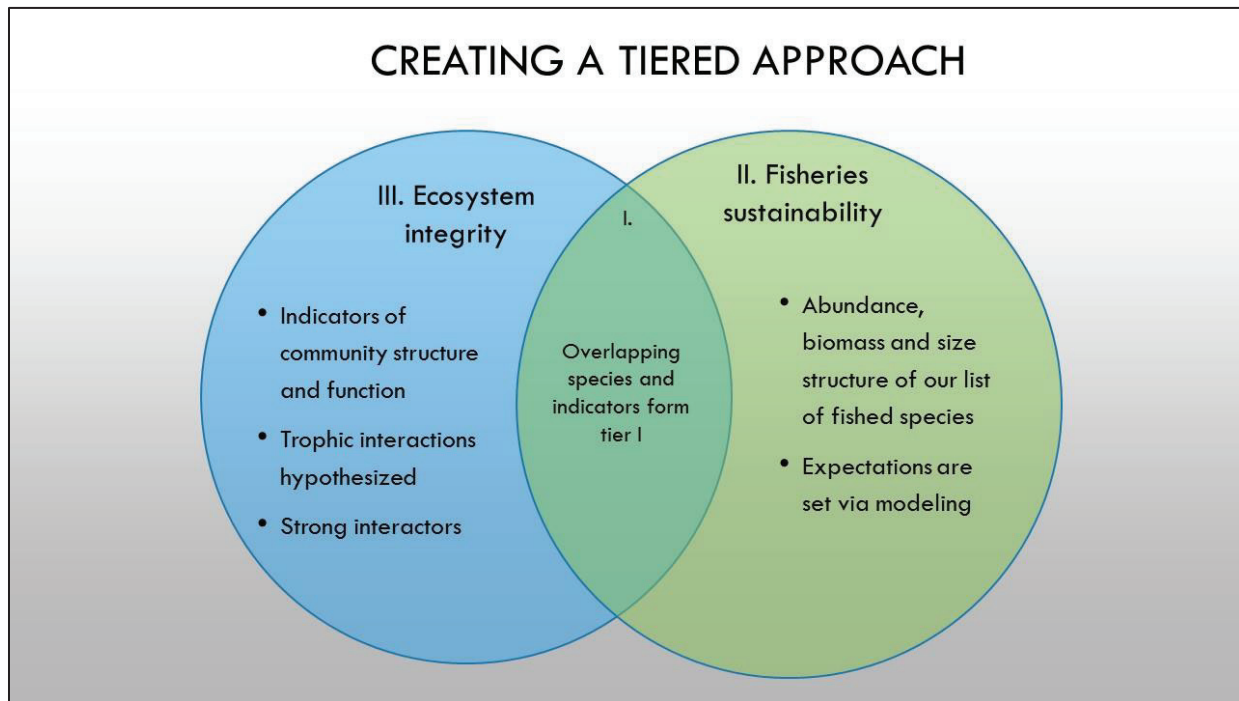 CREATING A TIERED APPROACH
III. Ecosystem
integrity
• Indicators of
community structure
and function
• Trophic interactions
hypothesized
• Strong interactors
I.
Overlapping
species and
indicators form
tier I
II. Fisheries
sustainability
• Abundance,
biomass and size
structure of our list
of fished species
• Expectations are
set via modeling